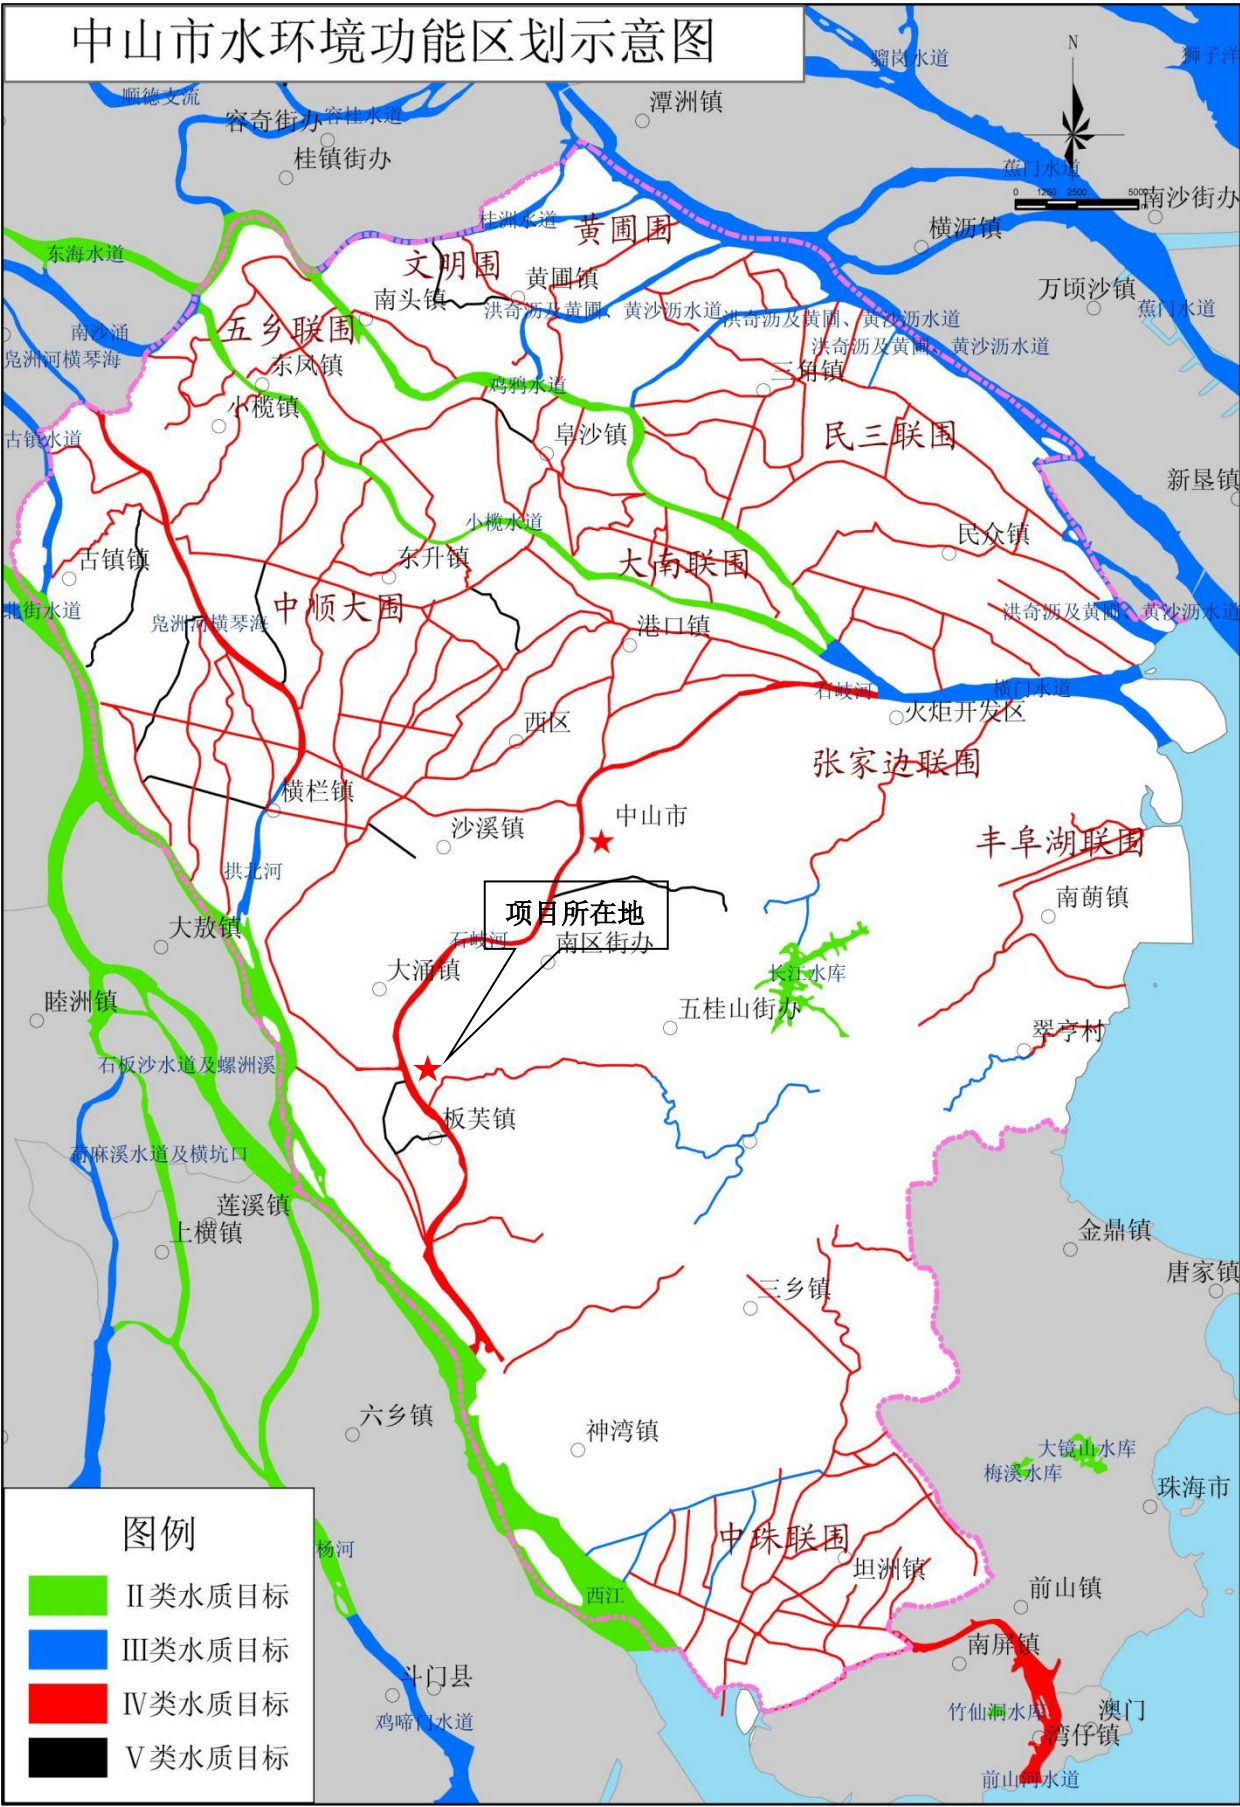 中山市水环境功能区划示意图
骝岗水道
狮子洋
N
顺德支流
容奇街办
容桂水道
潭洲镇
桂镇街办
蕉门水道
0 1250 2500 5000
南沙街办
桂洲水道
黄圃围
横沥镇
东海水道
文明围
黄圃镇
万顷沙镇
南头镇
洪奇沥及黄圃、黄沙沥水道
洪奇沥及黄圃、黄沙沥水道
蕉门水道
南沙涌
五乡联围
洪奇沥及黄圃、黄沙沥水道
凫洲河横琴海
东凤镇
鸡鸦水道
三角镇
小榄镇
古镇水道
阜沙镇
民三联围
新垦镇
小榄水道
民众镇
古镇镇
东升镇
大南联围
北街水道
凫洲河横琴海
中顺大围
港口镇
洪奇沥及黄圃、黄沙沥水道
石岐河
横门水道
西区
火炬开发区
张家边联围
横栏镇
沙溪镇
中山市
丰阜湖联围
拱北河
南蓢镇
项目所在地
大敖镇
石岐河
南区街办
大涌镇
长江水库
睦洲镇
五桂山街办
翠亨村
石板沙水道及螺洲溪
板芙镇
荷麻溪水道及横坑口
莲溪镇
上横镇
金鼎镇
唐家镇
三乡镇
六乡镇
神湾镇
大镜山水库
梅溪水库
珠海市
图例
中珠联围
杨河
坦洲镇
II类水质目标
西江
前山镇
III类水质目标
南屏镇
斗门县
IV类水质目标
竹仙洞水库
澳门
鸡啼门水道
湾仔镇
V类水质目标
前山河水道